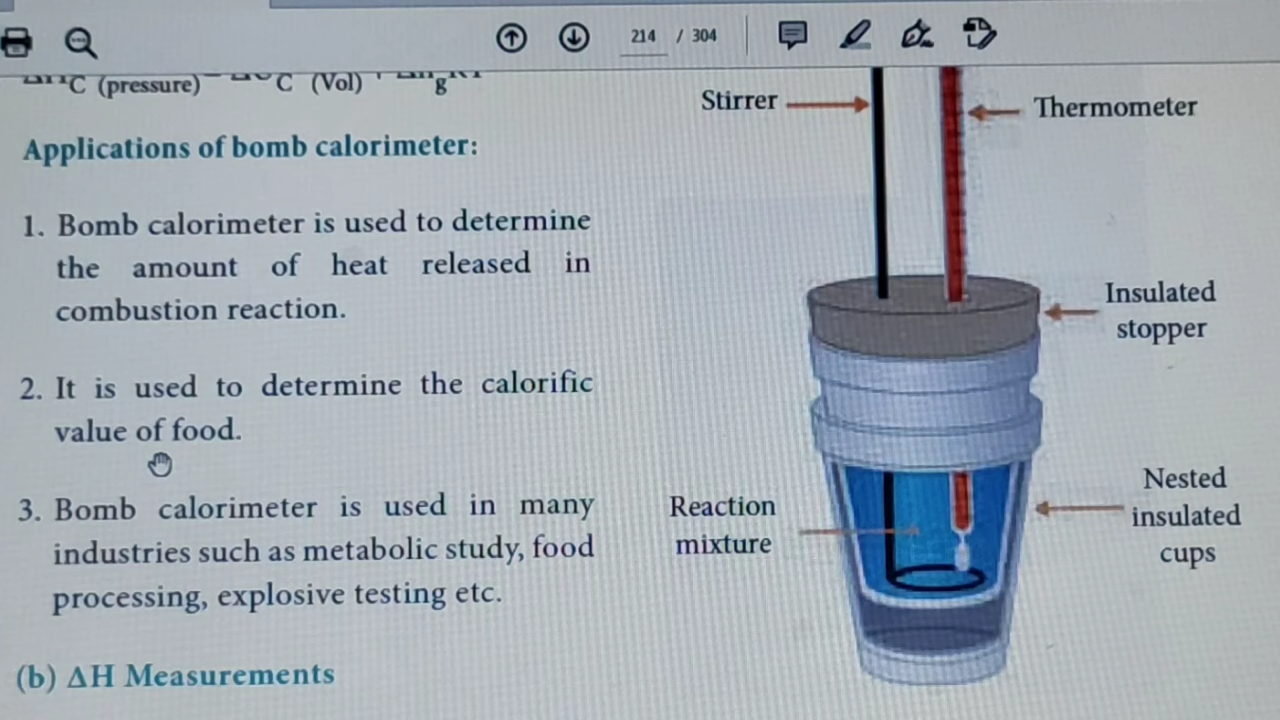 214 / 304
C (pressure) C (Vol) g
Applications of bomb calorimeter:
1. Bomb calorimeter is used to determine
the amount of heat released in
combustion reaction.
2. It is used to determine the calorific
value of food.
3. Bomb calorimeter is used in many
industries such as metabolic study, food
processing, explosive testing etc.
(b) ΔH Measurements
Stirrer
Thermometer
Insulated
stopper
Reaction
mixture
Nested
insulated
cups